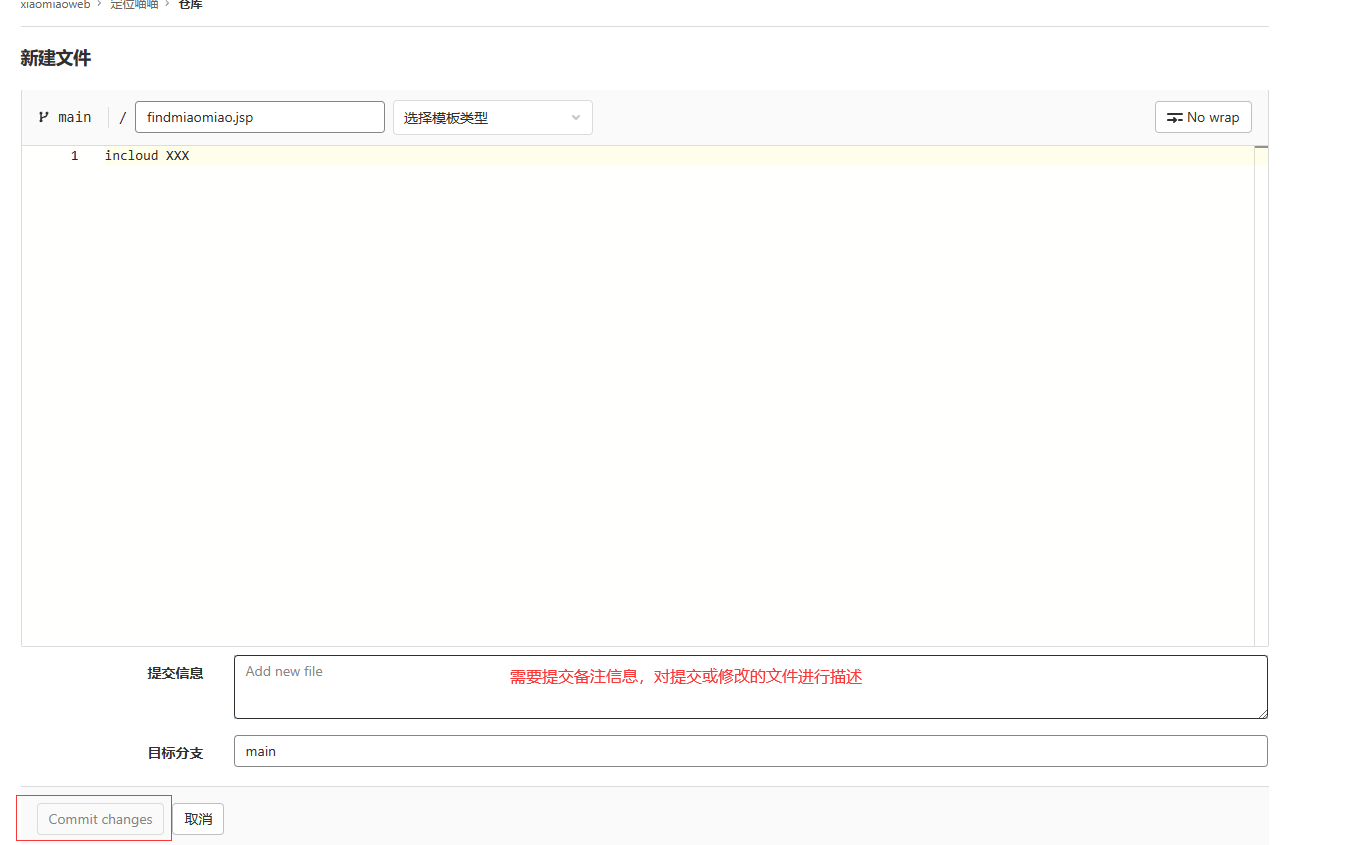 xiaomiaoweb › 定位喵喵 › 仓库
新建文件
main / findmiaomiao.jsp 选择模板类型 No wrap
1 incloud XXX
提交信息 Add new file 需要提交备注信息，对提交或修改的文件进行描述
目标分支 main
Commit changes 取消